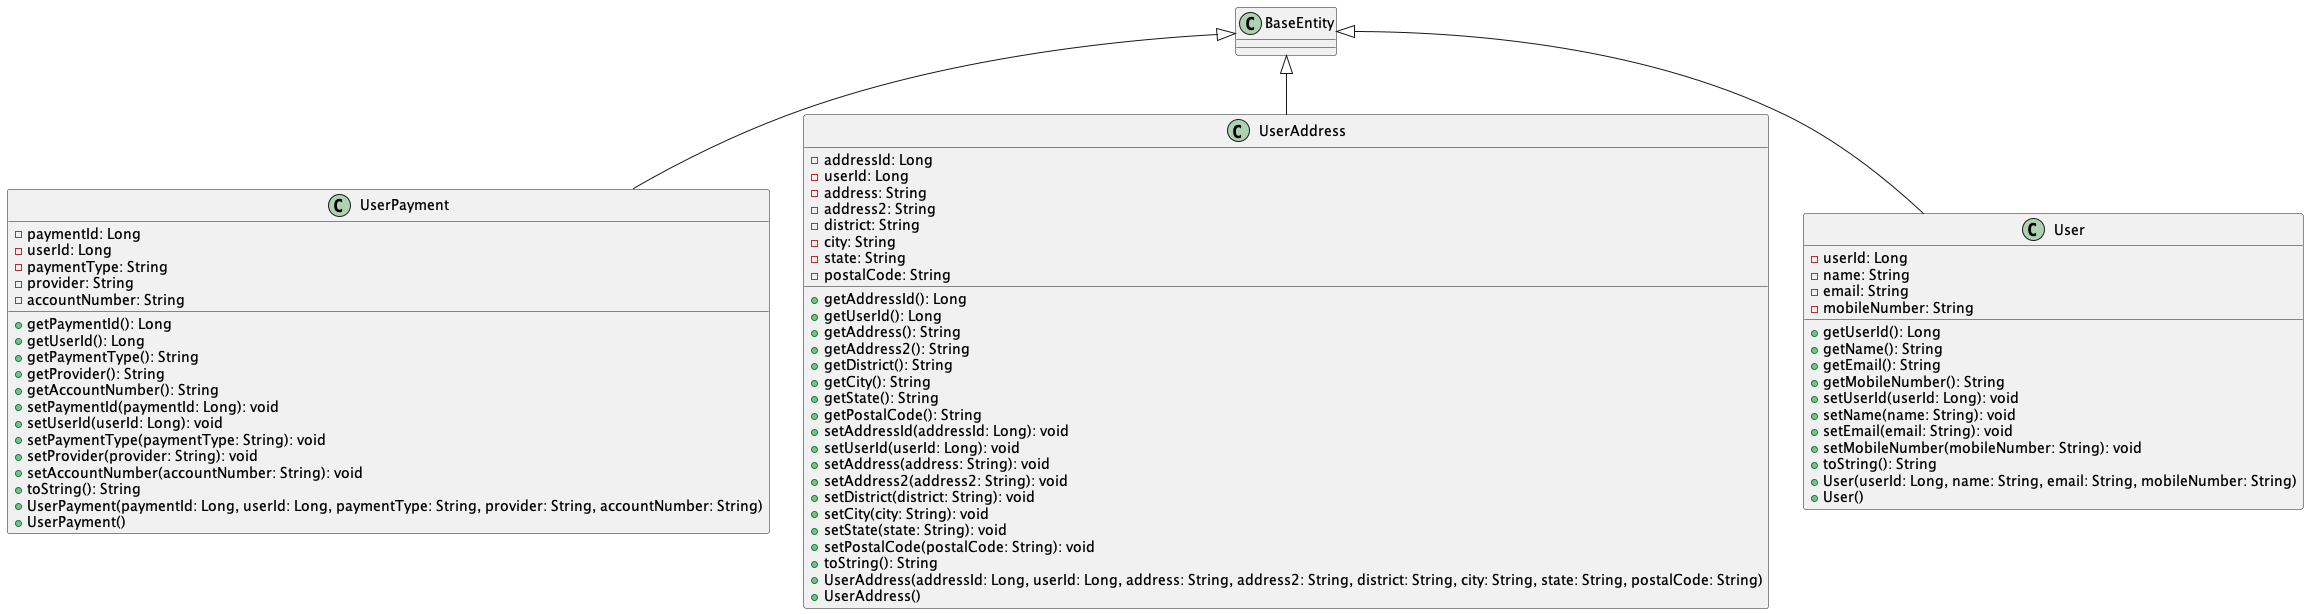 C BaseEntity
C UserPayment
paymentId: Long
userId: Long
paymentType: String
provider: String
accountNumber: String
getPaymentId(): Long
getUserId(): Long
getPaymentType(): String
getProvider(): String
getAccountNumber(): String
setPaymentId(paymentId: Long): void
setUserId(userId: Long): void
setPaymentType(paymentType: String): void
setProvider(provider: String): void
setAccountNumber(accountNumber: String): void
toString(): String
UserPayment(paymentId: Long, userId: Long, paymentType: String, provider: String, accountNumber: String)
UserPayment()
C UserAddress
addressId: Long
userId: Long
address: String
address2: String
district: String
city: String
state: String
postalCode: String
getAddressId(): Long
getUserId(): Long
getAddress(): String
getAddress2(): String
getDistrict(): String
getCity(): String
getState(): String
getPostalCode(): String
setAddressId(addressId: Long): void
setUserId(userId: Long): void
setAddress(address: String): void
setAddress2(address2: String): void
setDistrict(district: String): void
setCity(city: String): void
setState(state: String): void
setPostalCode(postalCode: String): void
toString(): String
UserAddress(addressId: Long, userId: Long, address: String, address2: String, district: String, city: String, state: String, postalCode: String)
UserAddress()
C User
userId: Long
name: String
email: String
mobileNumber: String
getUserId(): Long
getName(): String
getEmail(): String
getMobileNumber(): String
setUserId(userId: Long): void
setName(name: String): void
setEmail(email: String): void
setMobileNumber(mobileNumber: String): void
toString(): String
User(userId: Long, name: String, email: String, mobileNumber: String)
User()